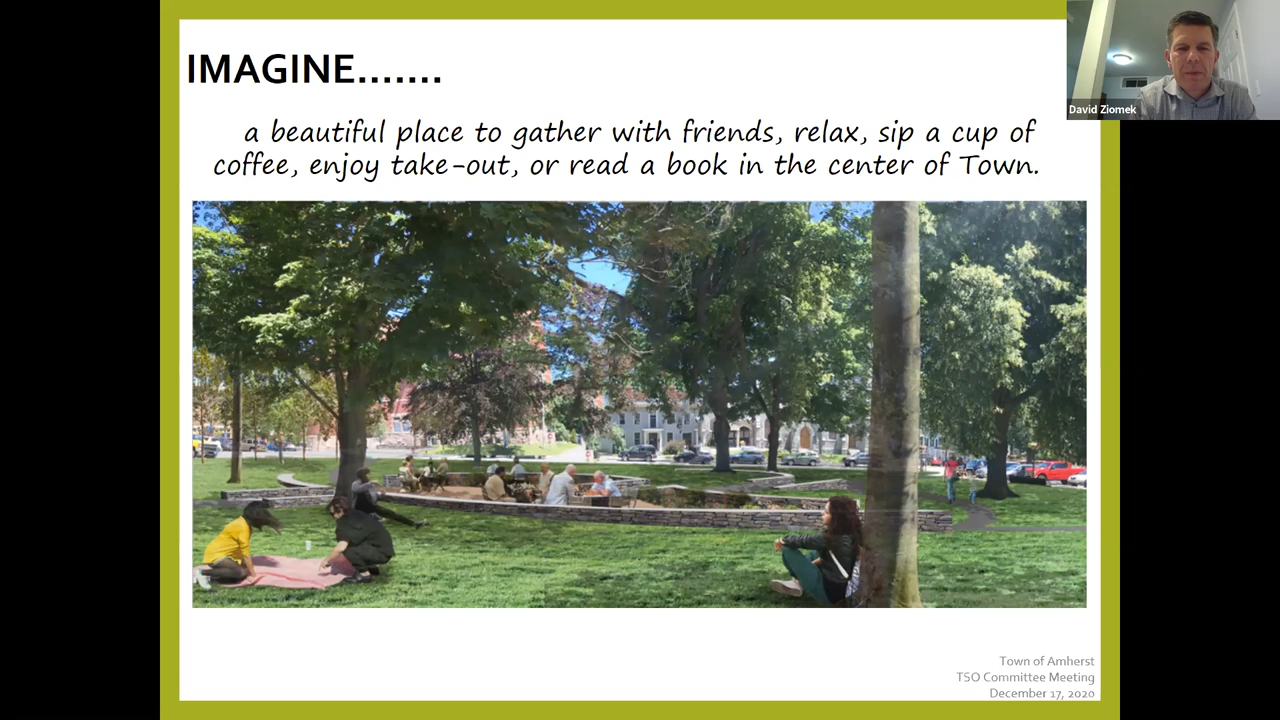 IMAGINE.......
a beautiful place to gather with friends, relax, sip a cup of
coffee, enjoy take-out, or read a book in the center of Town.
David Ziomek
Town of Amherst
TSO Committee Meeting
December 17, 2020